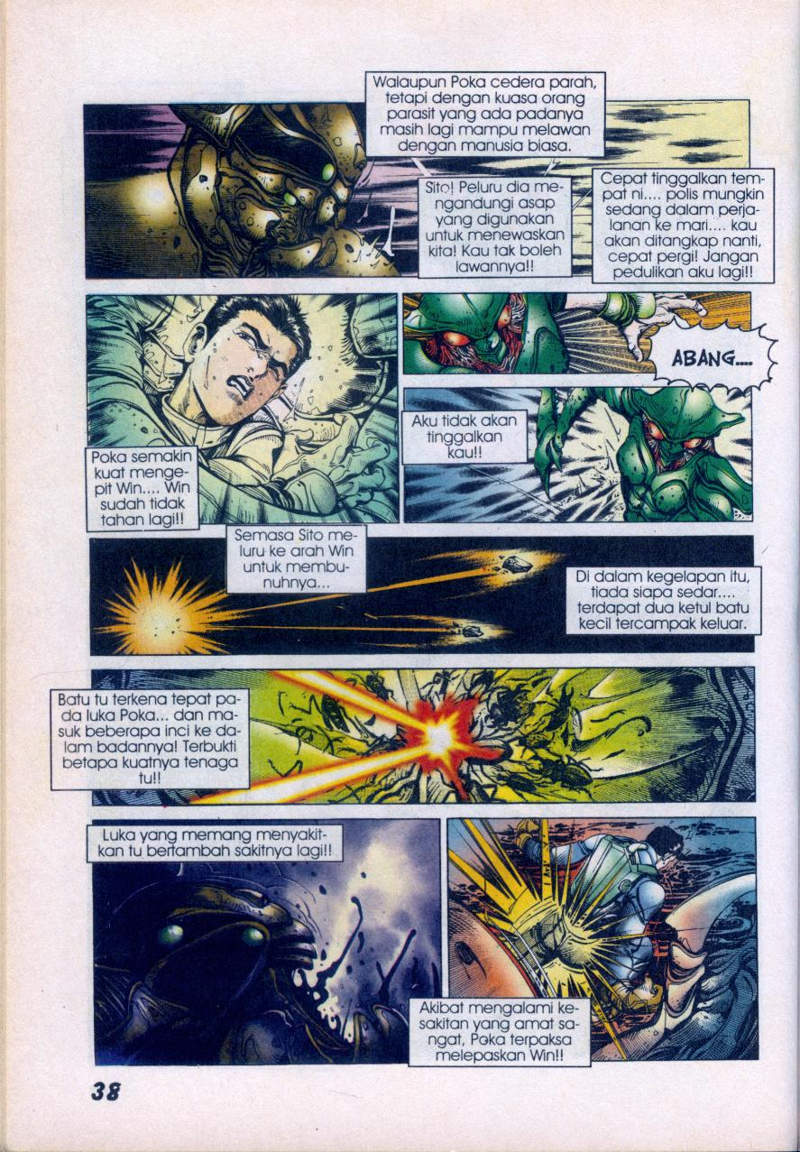 Walaupun Poka cedera parah,
tetapi dengan kuasa orang
parasit yang ada padanya
masih lagi mampu melawan
dengan manusia biasa.
Sito! Peluru dia me-
ngandungi asap
yang digunakan
untuk menewaskan
kita! Kau tak boleh
lawannya!!
Cepat tinggalkan tem-
pat ni.... polis mungkin
sedang dalam perja-
lanan ke mari.... kau
akan ditangkap nanti,
cepat pergi! Jangan
pedulikan aku lagi!!
Poka semakin
kuat menge-
pit Win.... Win
sudah tidak
tahan lagi!!
ABANG....
Aku tidak akan
tinggalkan
kau!!
Semasa Sito me-
luru ke arah Win
untuk membu-
nuhnya...
Di dalam kegelapan itu,
tiada siapa sedar....
terdapat dua ketul batu
kecil tercampak keluar.
Batu tu terkena tepat pa-
da luka Poka... dan ma-
suk beberapa inci ke da-
lam badannya! Terbukti
betapa kuatnya tenaga
tu!!
Luka yang memang menyakit-
kan tu bertambah sakitnya lagi!!
Akibat mengalami ke-
sakitan yang amat sa-
ngat, Poka terpaksa
melepaskan Win!!
38